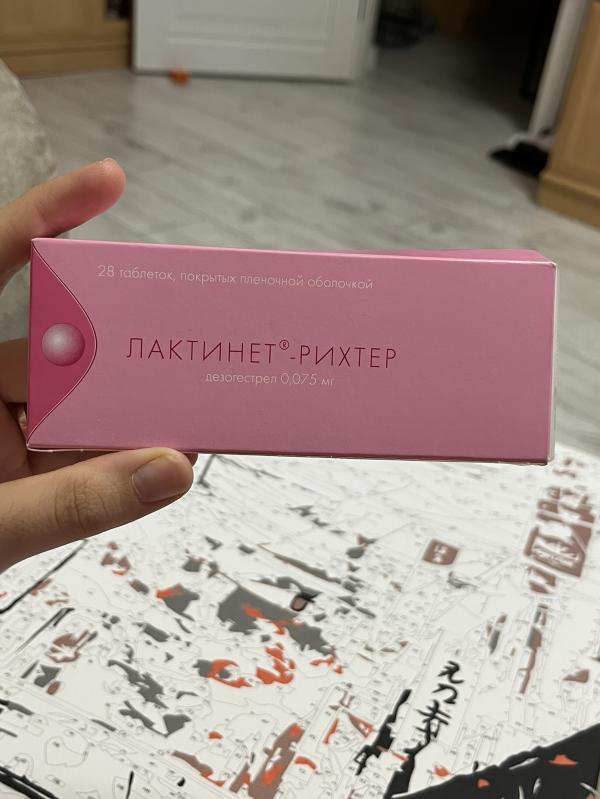 28 таблеток, покрытых пленочной оболочкой
ЛАКТИНЕТ®-РИХТЕР
дезогестрел 0,075 мг